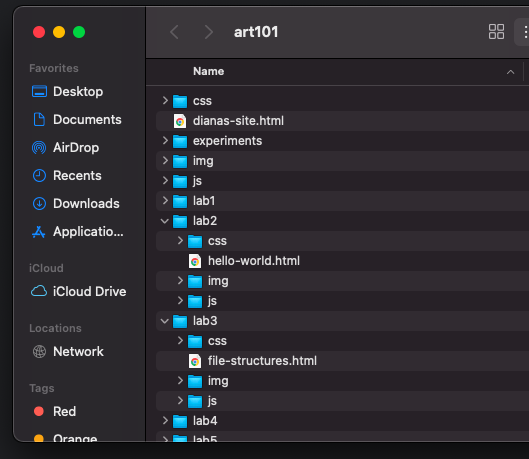 art101
Favorites
Desktop
Documents
AirDrop
Recents
Downloads
Applicatio...
iCloud
iCloud Drive
Locations
Network
Tags
Red
Orange
Name
css
dianas-site.html
experiments
img
js
lab1
lab2
css
hello-world.html
img
js
lab3
css
file-structures.html
img
js
lab4
lab5